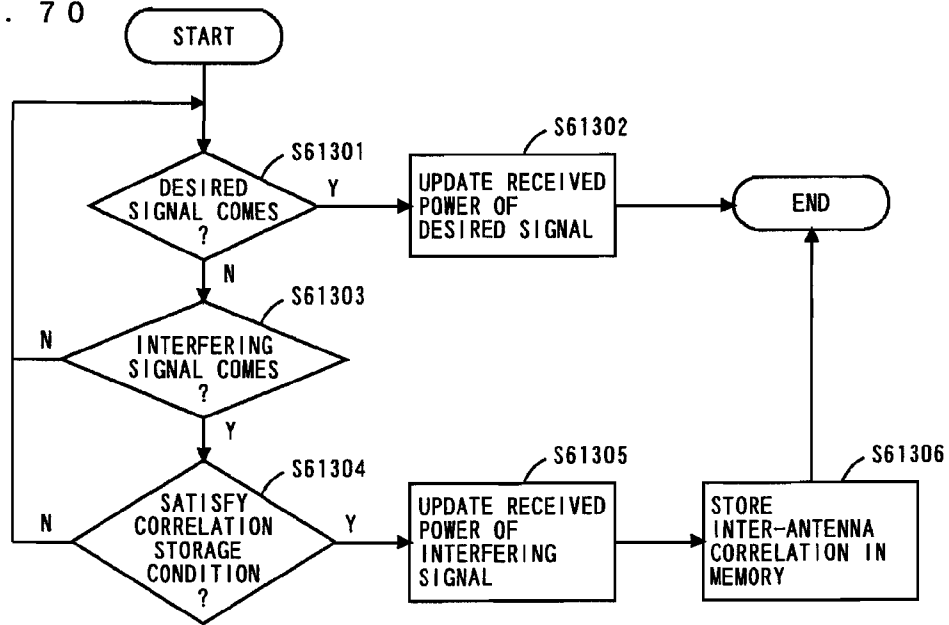 . 70
START
S61301
DESIRED
SIGNAL COMES
?
Y
N
S61302
UPDATE RECEIVED
POWER OF
DESIRED SIGNAL
END
S61303
INTERFERING
SIGNAL COMES
?
N
Y
S61304
SATISFY
CORRELATION
STORAGE
CONDITION
?
N
Y
S61305
UPDATE RECEIVED
POWER OF
INTERFERING
SIGNAL
S61306
STORE
INTER-ANTENNA
CORRELATION IN
MEMORY